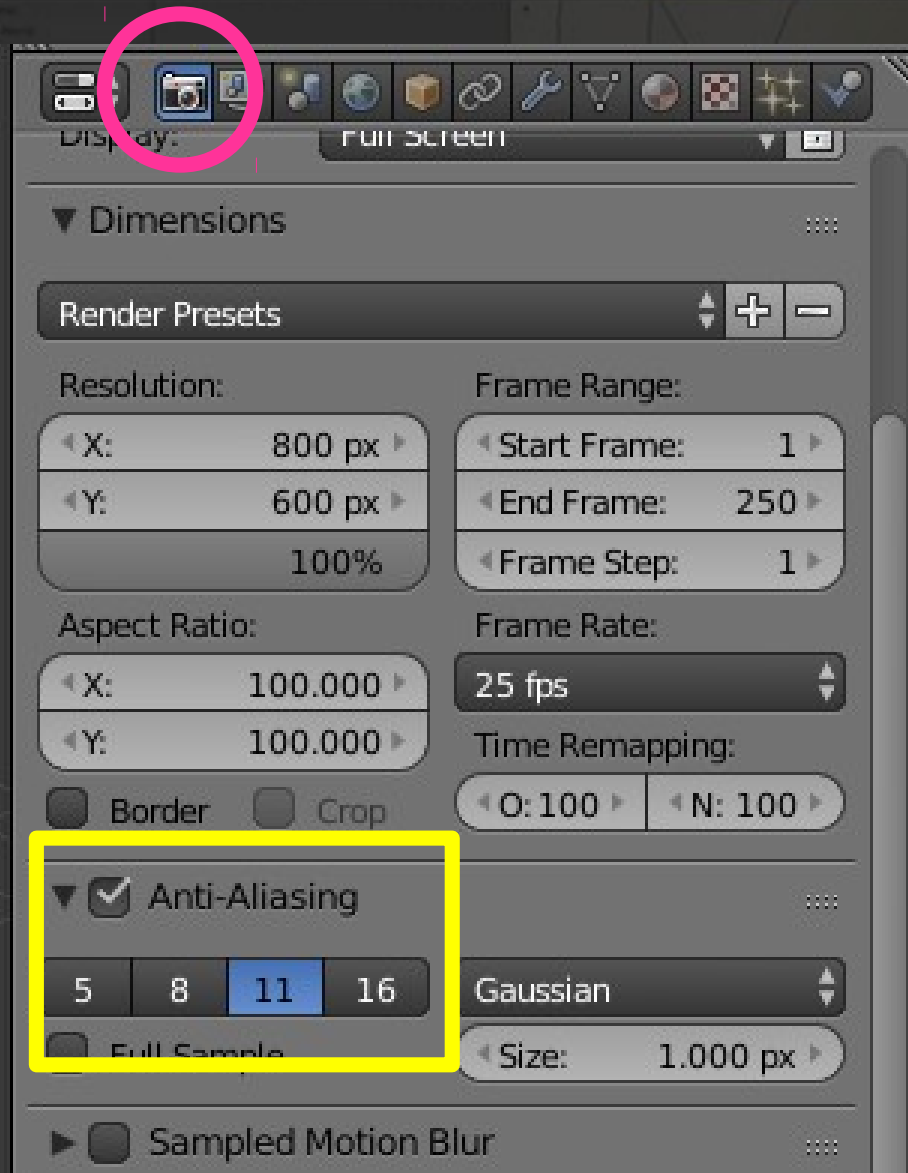 Display: Full Screen
Dimensions
Render Presets
Resolution: Frame Range:
X: 800 px Start Frame: 1
Y: 600 px End Frame: 250
100% Frame Step: 1
Aspect Ratio: Frame Rate:
X: 100.000 25 fps
Y: 100.000 Time Remapping:
Border Crop O: 100 N: 100
Anti-Aliasing
5 8 11 16 Gaussian
Full Sample Size: 1.000 px
Sampled Motion Blur